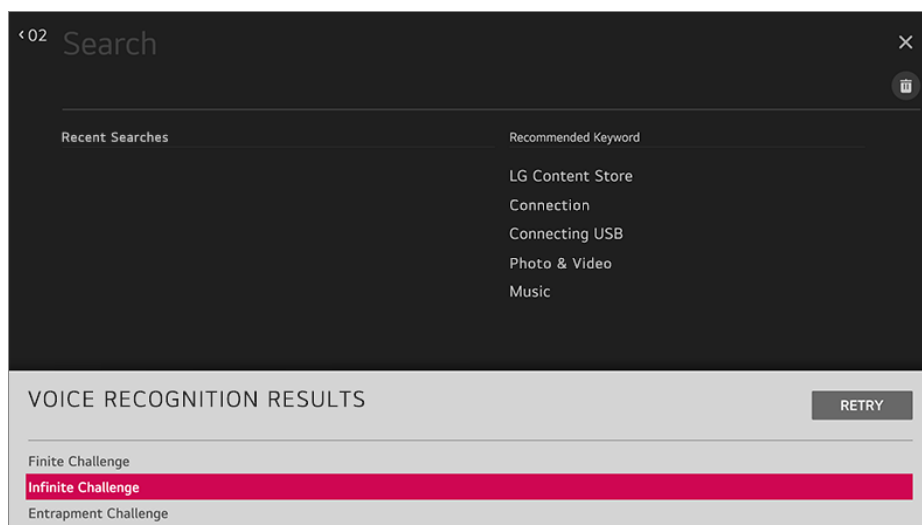 02
Search
Recent Searches
Recommended Keyword
LG Content Store
Connection
Connecting USB
Photo & Video
Music
VOICE RECOGNITION RESULTS
RETRY
Finite Challenge
Infinite Challenge
Entrapment Challenge